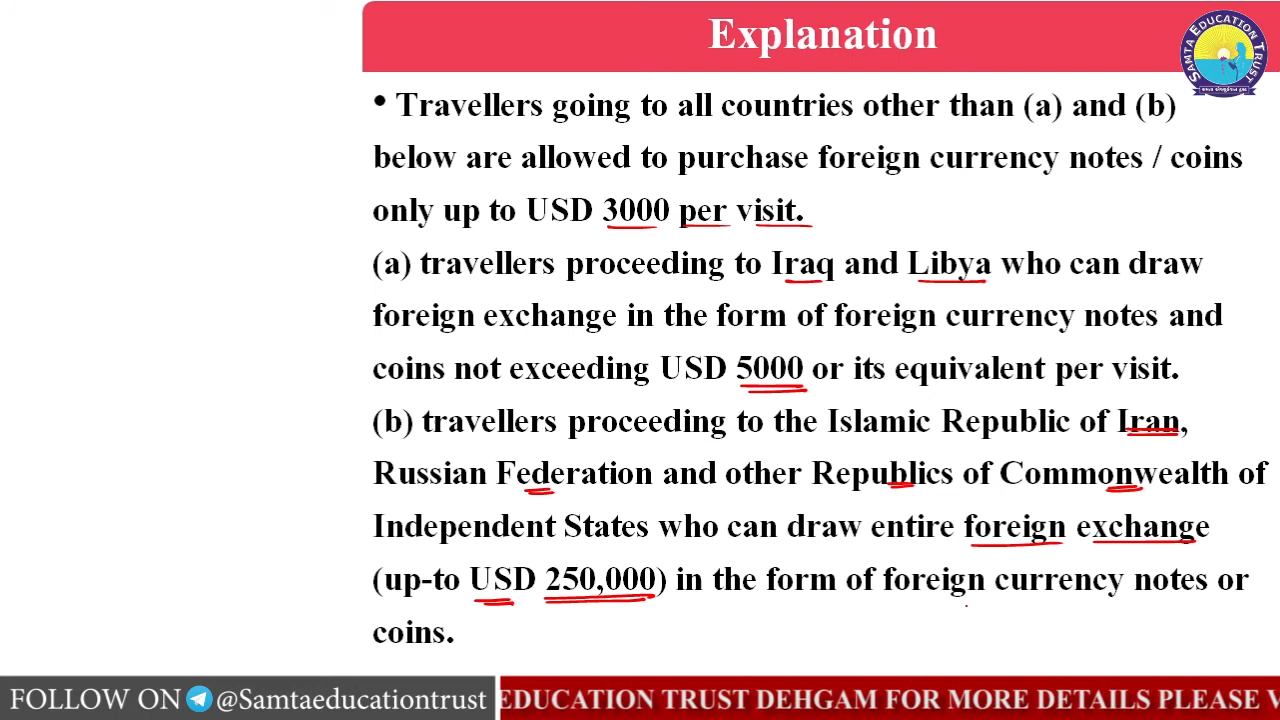 Explanation
SAMTA EDUCATION TRUST
• Travellers going to all countries other than (a) and (b)
below are allowed to purchase foreign currency notes / coins
only up to USD 3000 per visit.
(a) travellers proceeding to Iraq and Libya who can draw
foreign exchange in the form of foreign currency notes and
coins not exceeding USD 5000 or its equivalent per visit.
(b) travellers proceeding to the Islamic Republic of Iran,
Russian Federation and other Republics of Commonwealth of
Independent States who can draw entire foreign exchange
(up-to USD 250,000) in the form of foreign currency notes or
coins.
FOLLOW ON @Samtaeducationtrust
EDUCATION TRUST DEHGAM FOR MORE DETAILS PLEASE V